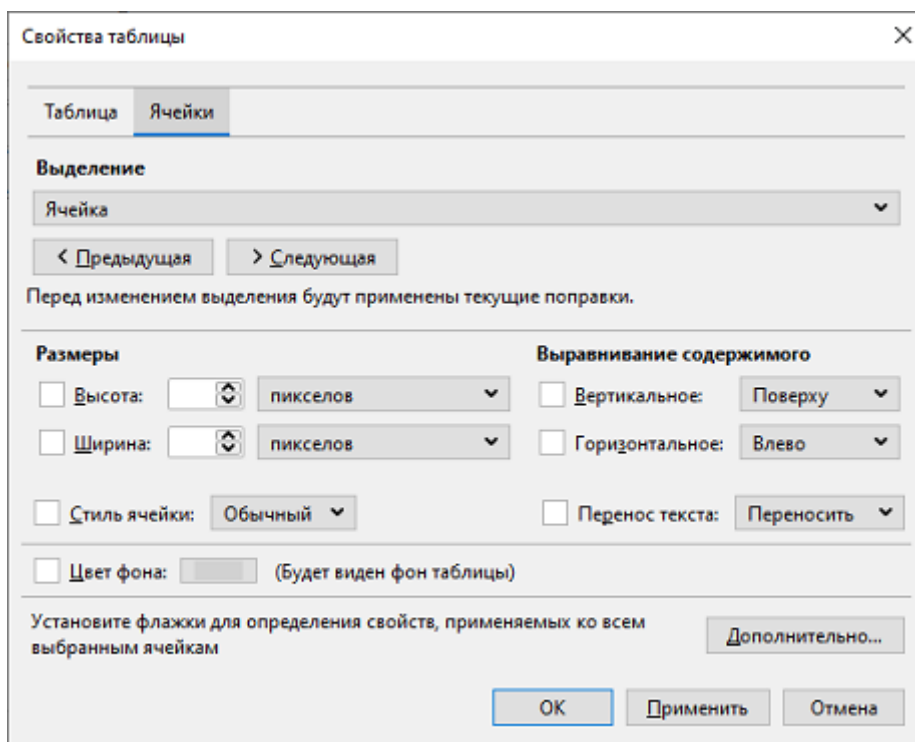 Свойства таблицы
Таблица Ячейки
Выделение
Ячейка
< Предыдущая > Следующая
Перед изменением выделения будут применены текущие поправки.
Размеры Выравнивание содержимого
Высота: пикселов Вертикальное: Поверху
Ширина: пикселов Горизонтальное: Влево
Стиль ячейки: Обычный Перенос текста: Переносить
Цвет фона: (Будет виден фон таблицы)
Установите флажки для определения свойств, применяемых ко всем
выбранным ячейкам Дополнительно...
OK Применить Отмена